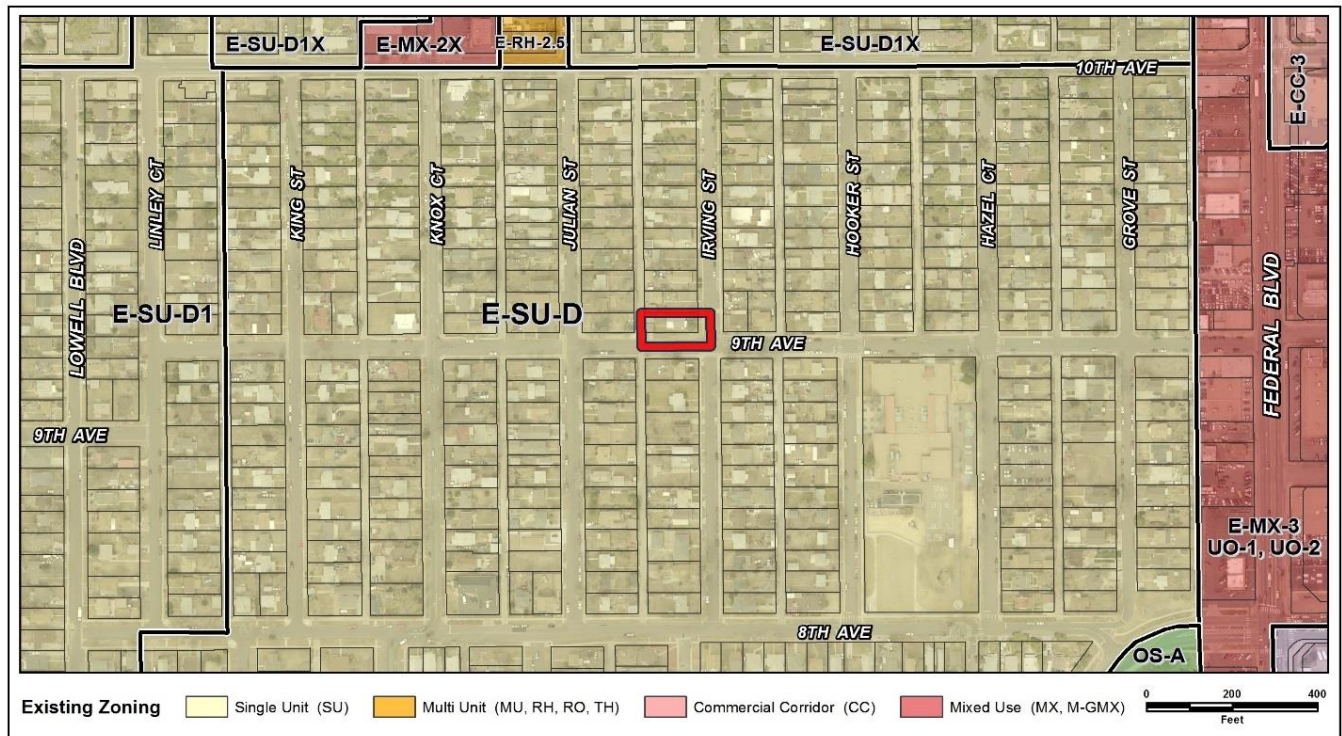 E-SU-D1X
E-MX-2X
E-RH-2.5
E-SU-D1X
10TH AVE
E-CC-3
LOWELL BLVD
LINLEY CT
KING ST
KNOX CT
JULIAN ST
IRVING ST
HOOKER ST
HAZEL CT
GROVE ST
FEDERAL BLVD
E-SU-D1
E-SU-D
9TH AVE
9TH AVE
E-MX-3
UO-1, UO-2
8TH AVE
OS-A
Existing Zoning
Single Unit (SU)
Multi Unit (MU, RH, RO, TH)
Commercial Corridor (CC)
Mixed Use (MX, M-GMX)
0 200 400
Feet